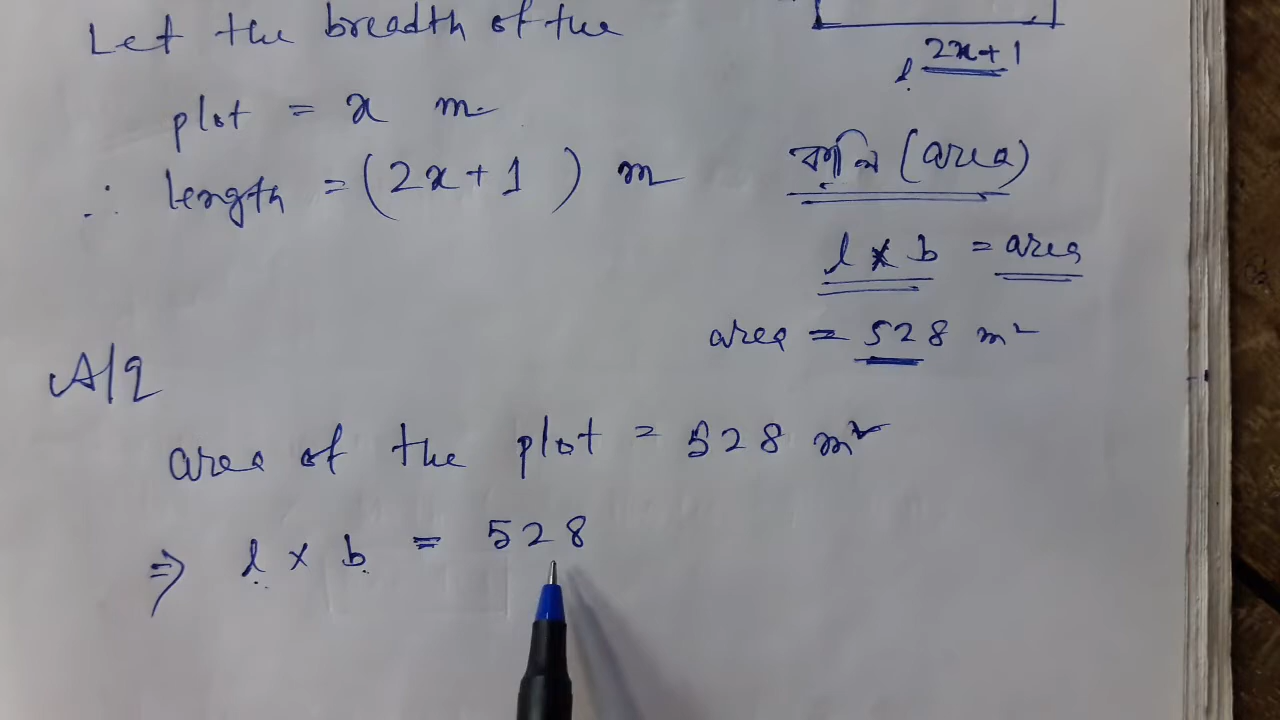 Let the breadth of the
plot = x m
∴ length = (2x+1) m
l 2x+1
কালি (area)
l x b = area
area = 528 m²
A/q
area of the plot = 528 m²
⇒ l x b = 528